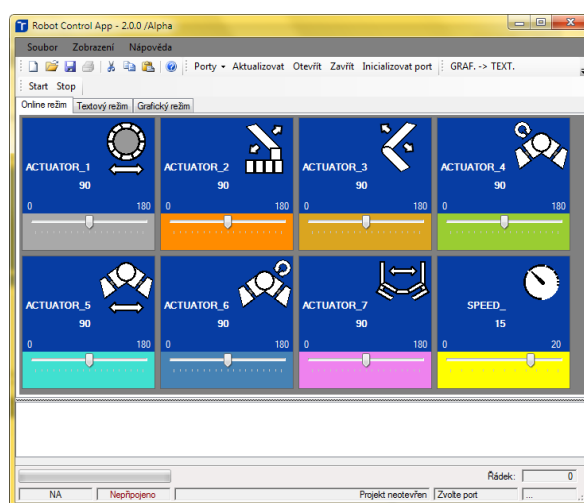 Robot Control App - 2.0.0 /Alpha
Soubor Zobrazení Nápověda
Porty Aktualizovat Otevřít Zavřít Inicializovat port GRAF. -> TEXT.
Start Stop
Online režim Textový režim Grafický režim
ACTUATOR_1 ACTUATOR_2 ACTUATOR_3 ACTUATOR_4
90 90 90 90
0 180 0 180 0 180 0 180
ACTUATOR_5 ACTUATOR_6 ACTUATOR_7 SPEED_
90 90 90 15
0 180 0 180 0 180 0 20
Řádek: 0
NA Nepřipojeno Projekt neotevřen Zvolte port ...